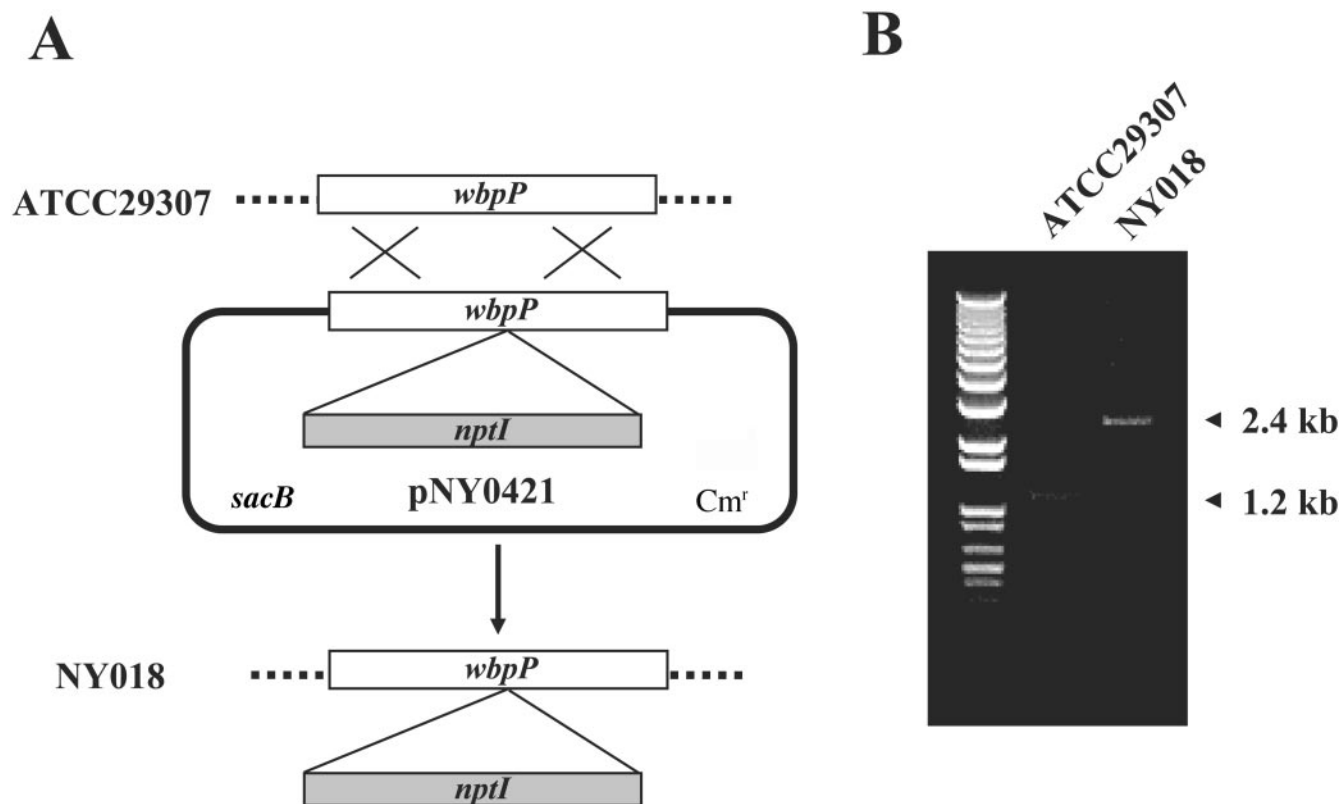 A
ATCC29307
wbpP
wbpP
nptI
sacB
pNY0421
Cmʳ
NY018
wbpP
nptI
B
ATCC29307
NY018
2.4 kb
1.2 kb